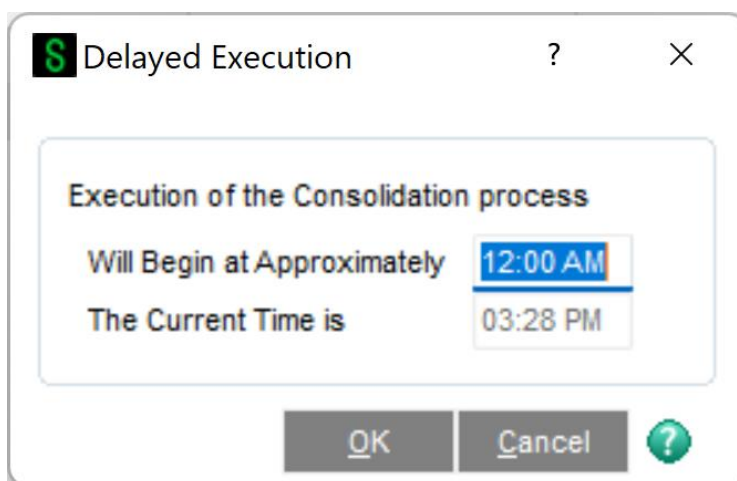 S Delayed Execution ? ×
Execution of the Consolidation process
Will Begin at Approximately 12:00 AM
The Current Time is 03:28 PM
OK Cancel ?